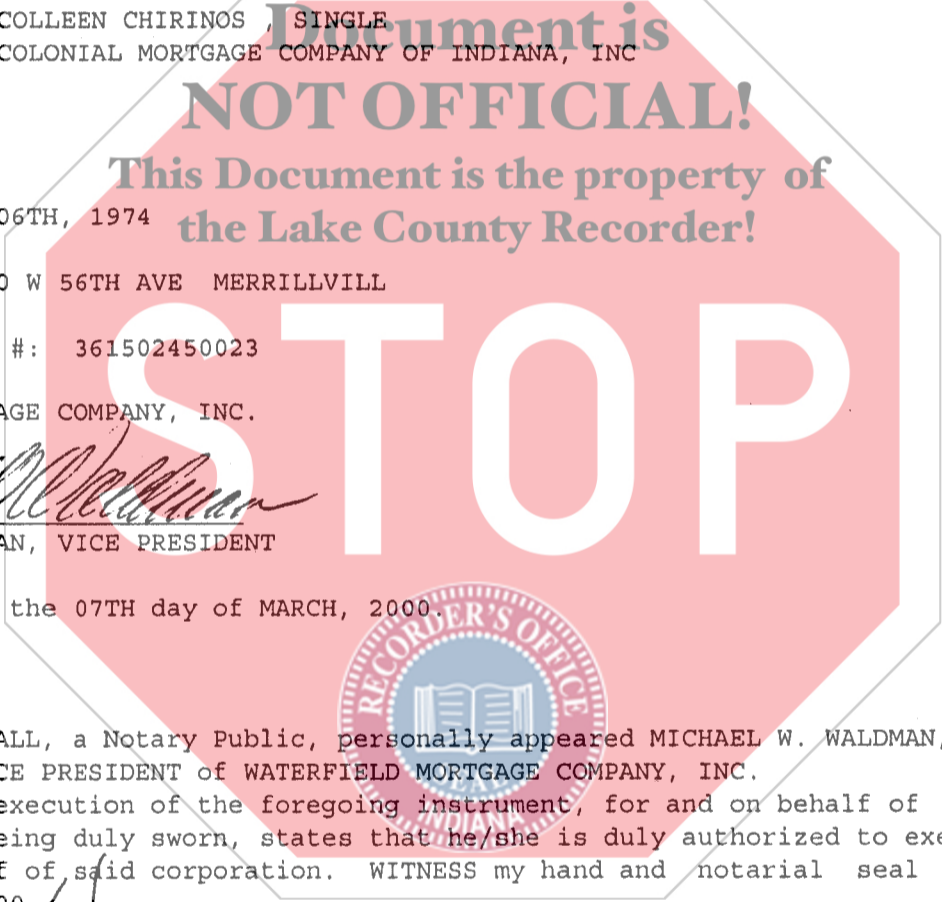 COLLEEN CHIRINOS , SINGLE
Document is
COLONIAL MORTGAGE COMPANY OF INDIANA, INC
NOT OFFICIAL!
This Document is the property of
06TH, 1974
the Lake County Recorder!
W 56TH AVE MERRILLVILL
#: 361502450023
STOP
AGE COMPANY, INC.
AN, VICE PRESIDENT
the 07TH day of MARCH, 2000.
RECORDER'S OFFICE
ALL, a Notary Public, personally appeared MICHAEL W. WALDMAN,
CE PRESIDENT of WATERFIELD MORTGAGE COMPANY, INC.
SEAL
execution of the foregoing instrument, for and on behalf of
INDIANA
eing duly sworn, states that he/she is duly authorized to exe
f of said corporation. WITNESS my hand and notarial seal